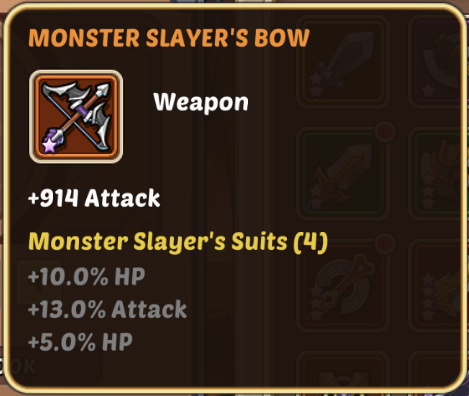 MONSTER SLAYER'S BOW
Weapon
+914 Attack
Monster Slayer's Suits (4)
+10.0% HP
+13.0% Attack
+5.0% HP